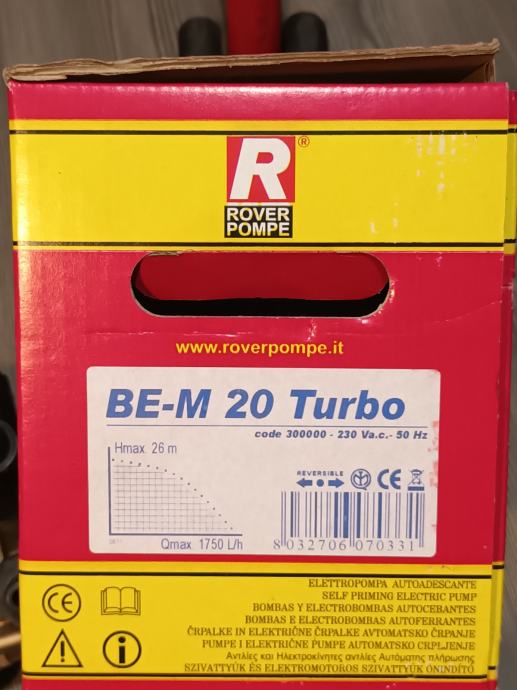 R®
ROVER
POMPE
www.roverpompe.it
BE-M 20 Turbo
code 300000 - 230 Va.c.- 50 Hz
Hmax. 26 m
REVERSIBLE
CE
Qmax. 1750 L/h
8 032706 070331
ELETTROPOMPA AUTOADESCANTE
SELF PRIMING ELECTRIC PUMP
BOMBAS Y ELECTROBOMBAS AUTOCEBANTES
BOMBAS E ELECTROBOMBAS AUTOFERRANTES
ČRPALKE IN ELEKTRIČNE ČRPALKE AVTOMATSKO ČRPANJE
PUMPE I ELEKTRIČNE PUMPE AUTOMATSKO CRPLJENJE
Αντλίες και Ηλεκτροκίνητες αντλίες Αυτόματης πλήρωσης
SZIVATTYÚK ÉS ELEKTROMOTOROS SZIVATTYÚK ÖNINDÍTÓ
CE